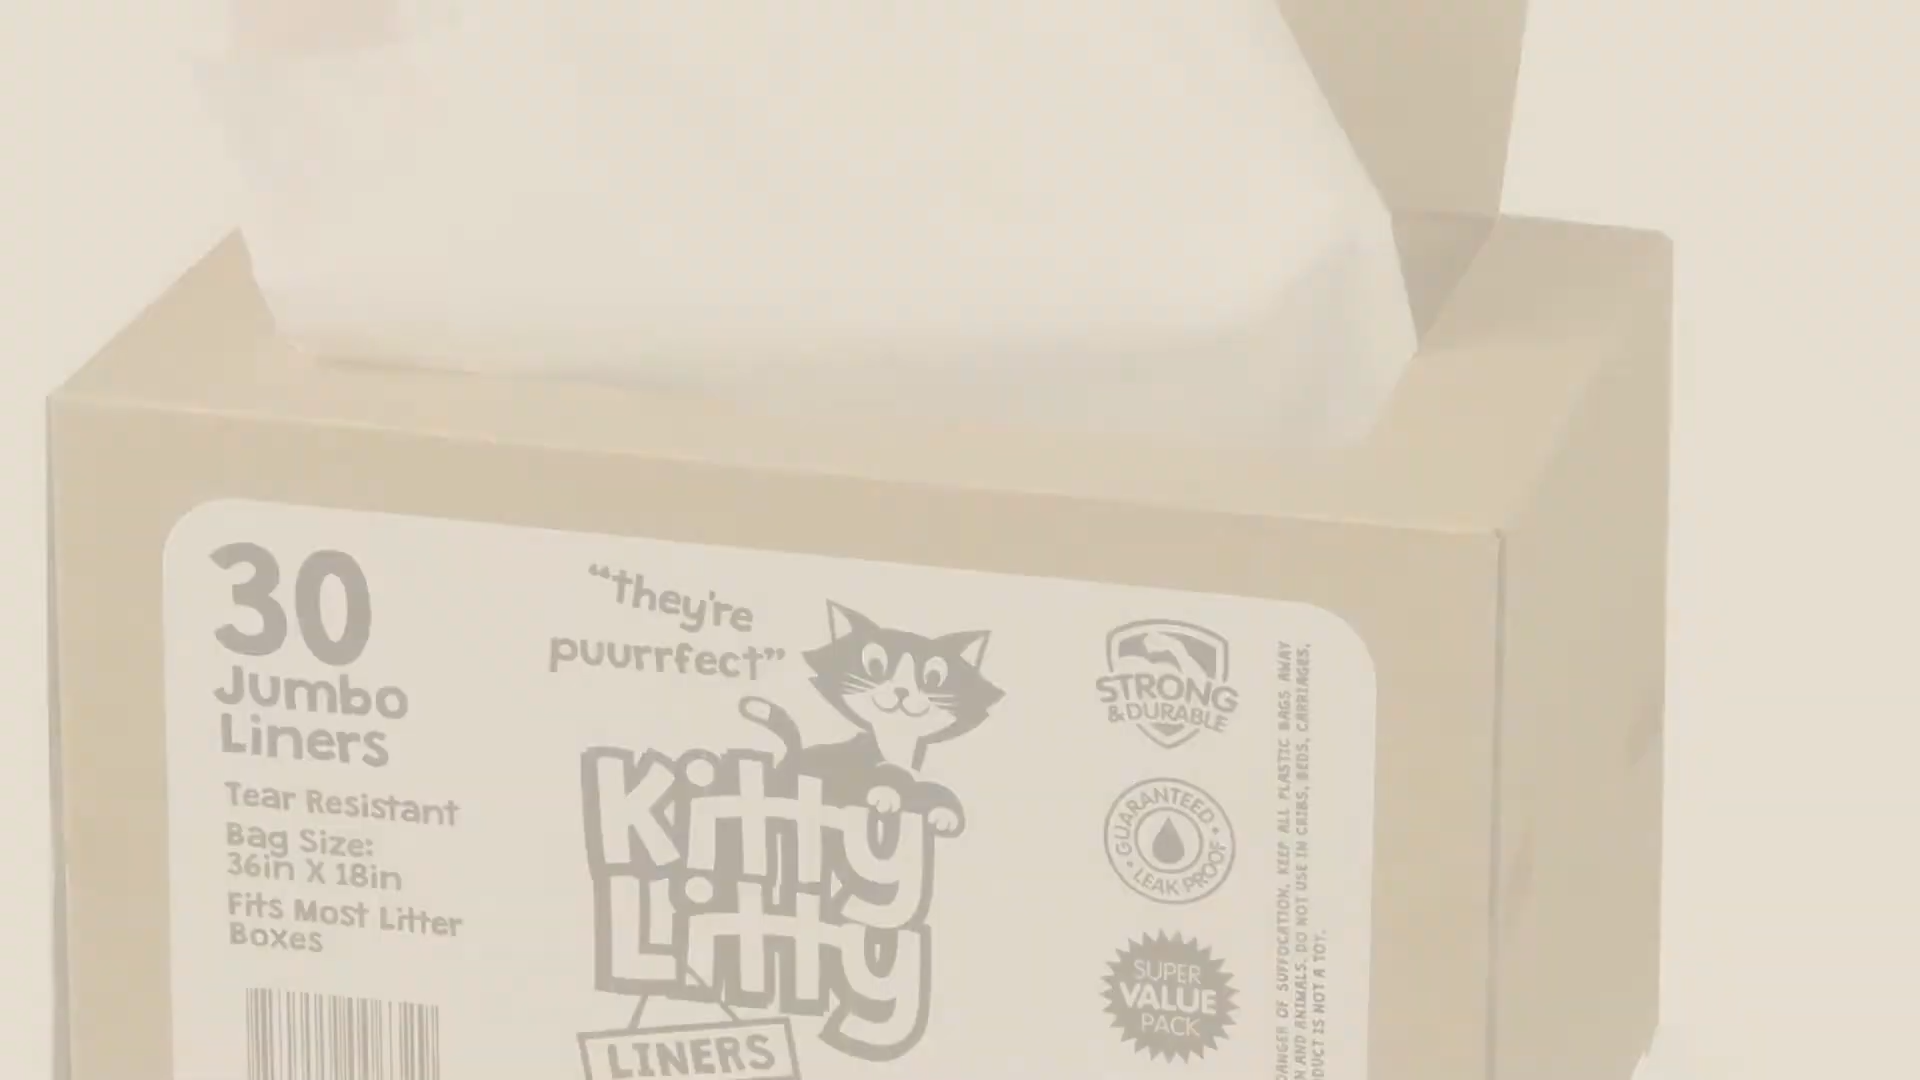 30
Jumbo
Liners
Tear Resistant
Bag Size:
36in X 18in
Fits Most Litter
Boxes
“they're
puurrfect”
Kitty
Litty
LINERS
STRONG
& DURABLE
GUARANTEED
LEAK PROOF
SUPER
VALUE
PACK
DANGER OF SUFFOCATION. KEEP ALL PLASTIC BAGS AWAY
AND ANIMALS. DO NOT USE IN CRIBS, BEDS, CARRIAGES,
IS NOT A TOY.